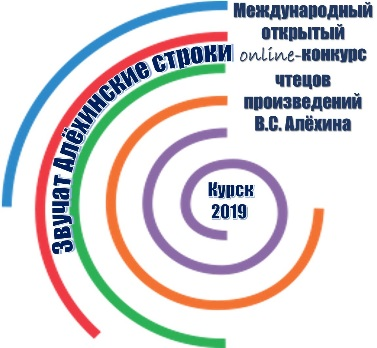 Международный
открытый
online-конкурс
чтецов
произведений
В.С. Алёхина
Звучат Алёхинские строки
Курск
2019